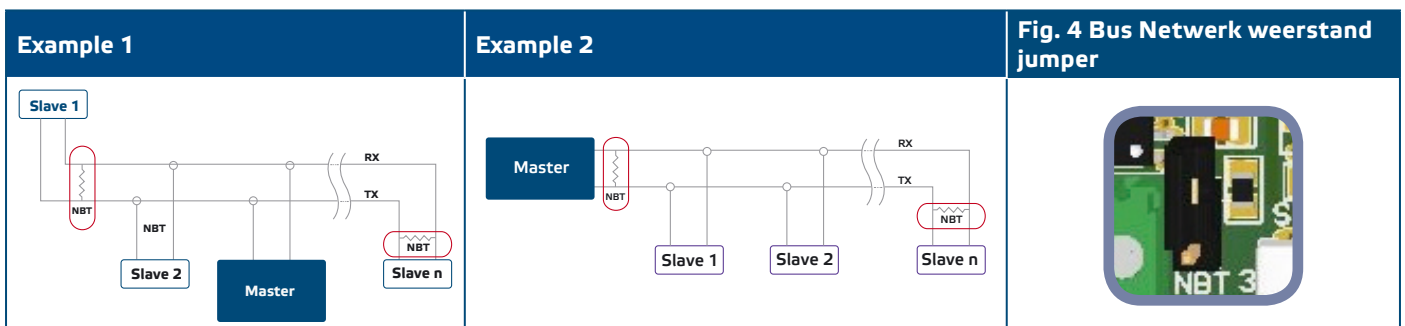 Example 1
Example 2
Fig. 4 Bus Netwerk weerstand
jumper
Slave 1
RX
TX
NBT
NBT
NBT
Slave 2
Master
Slave n
Master
RX
TX
NBT
NBT
Slave 1
Slave 2
Slave n
NBT 3